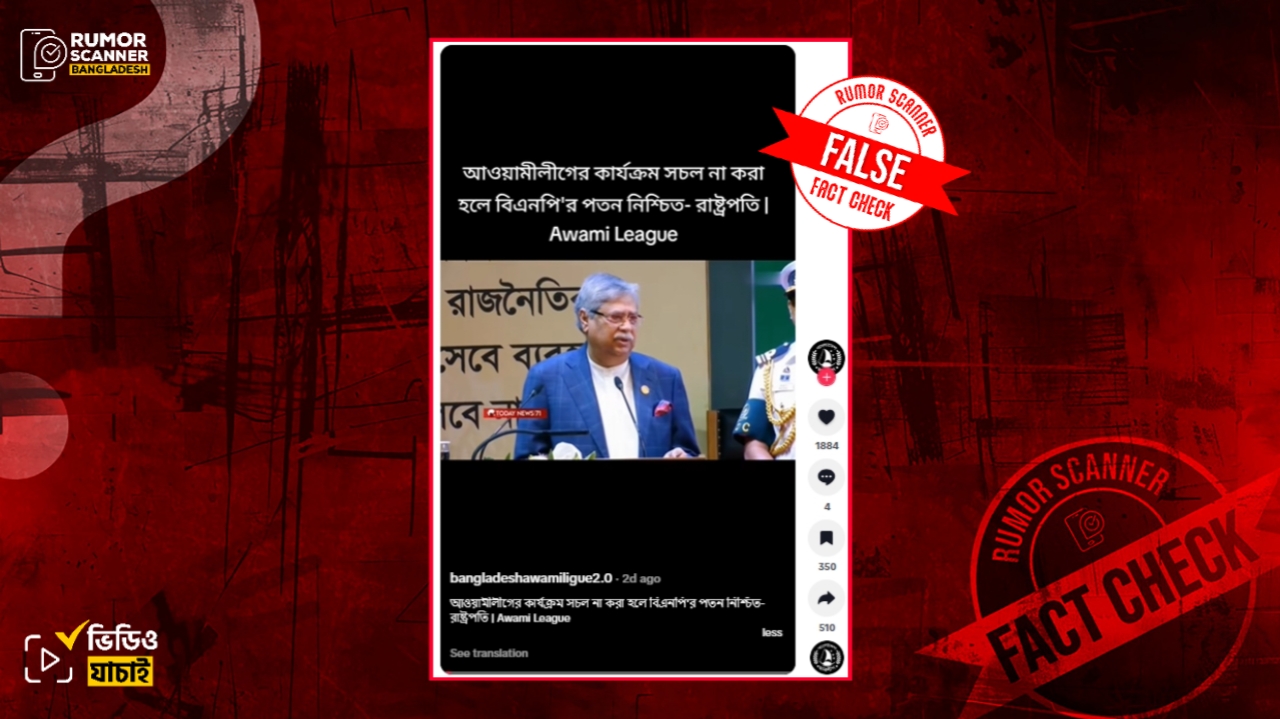 RUMOR
SCANNER
BANGLADESH
আওয়ামীলীগের কার্যক্রম সচল না করা
হলে বিএনপি'র পতন নিশ্চিত- রাষ্ট্রপতি |
Awami League
RUMOR SCANNER
FALSE
FACT CHECK
রাজনৈতি
সেবে ব্যব
TODAY NEWS 71
1884
4
350
510
bangladeshawamiligue2.0 · 2d ago
আওয়ামীলীগের কার্যক্রম সচল না করা হলে বিএনপি'র পতন নিশ্চিত-
রাষ্ট্রপতি | Awami League
less
See translation
ভিডিও
যাচাই
RUMOR SCANNER
FACT CHECK